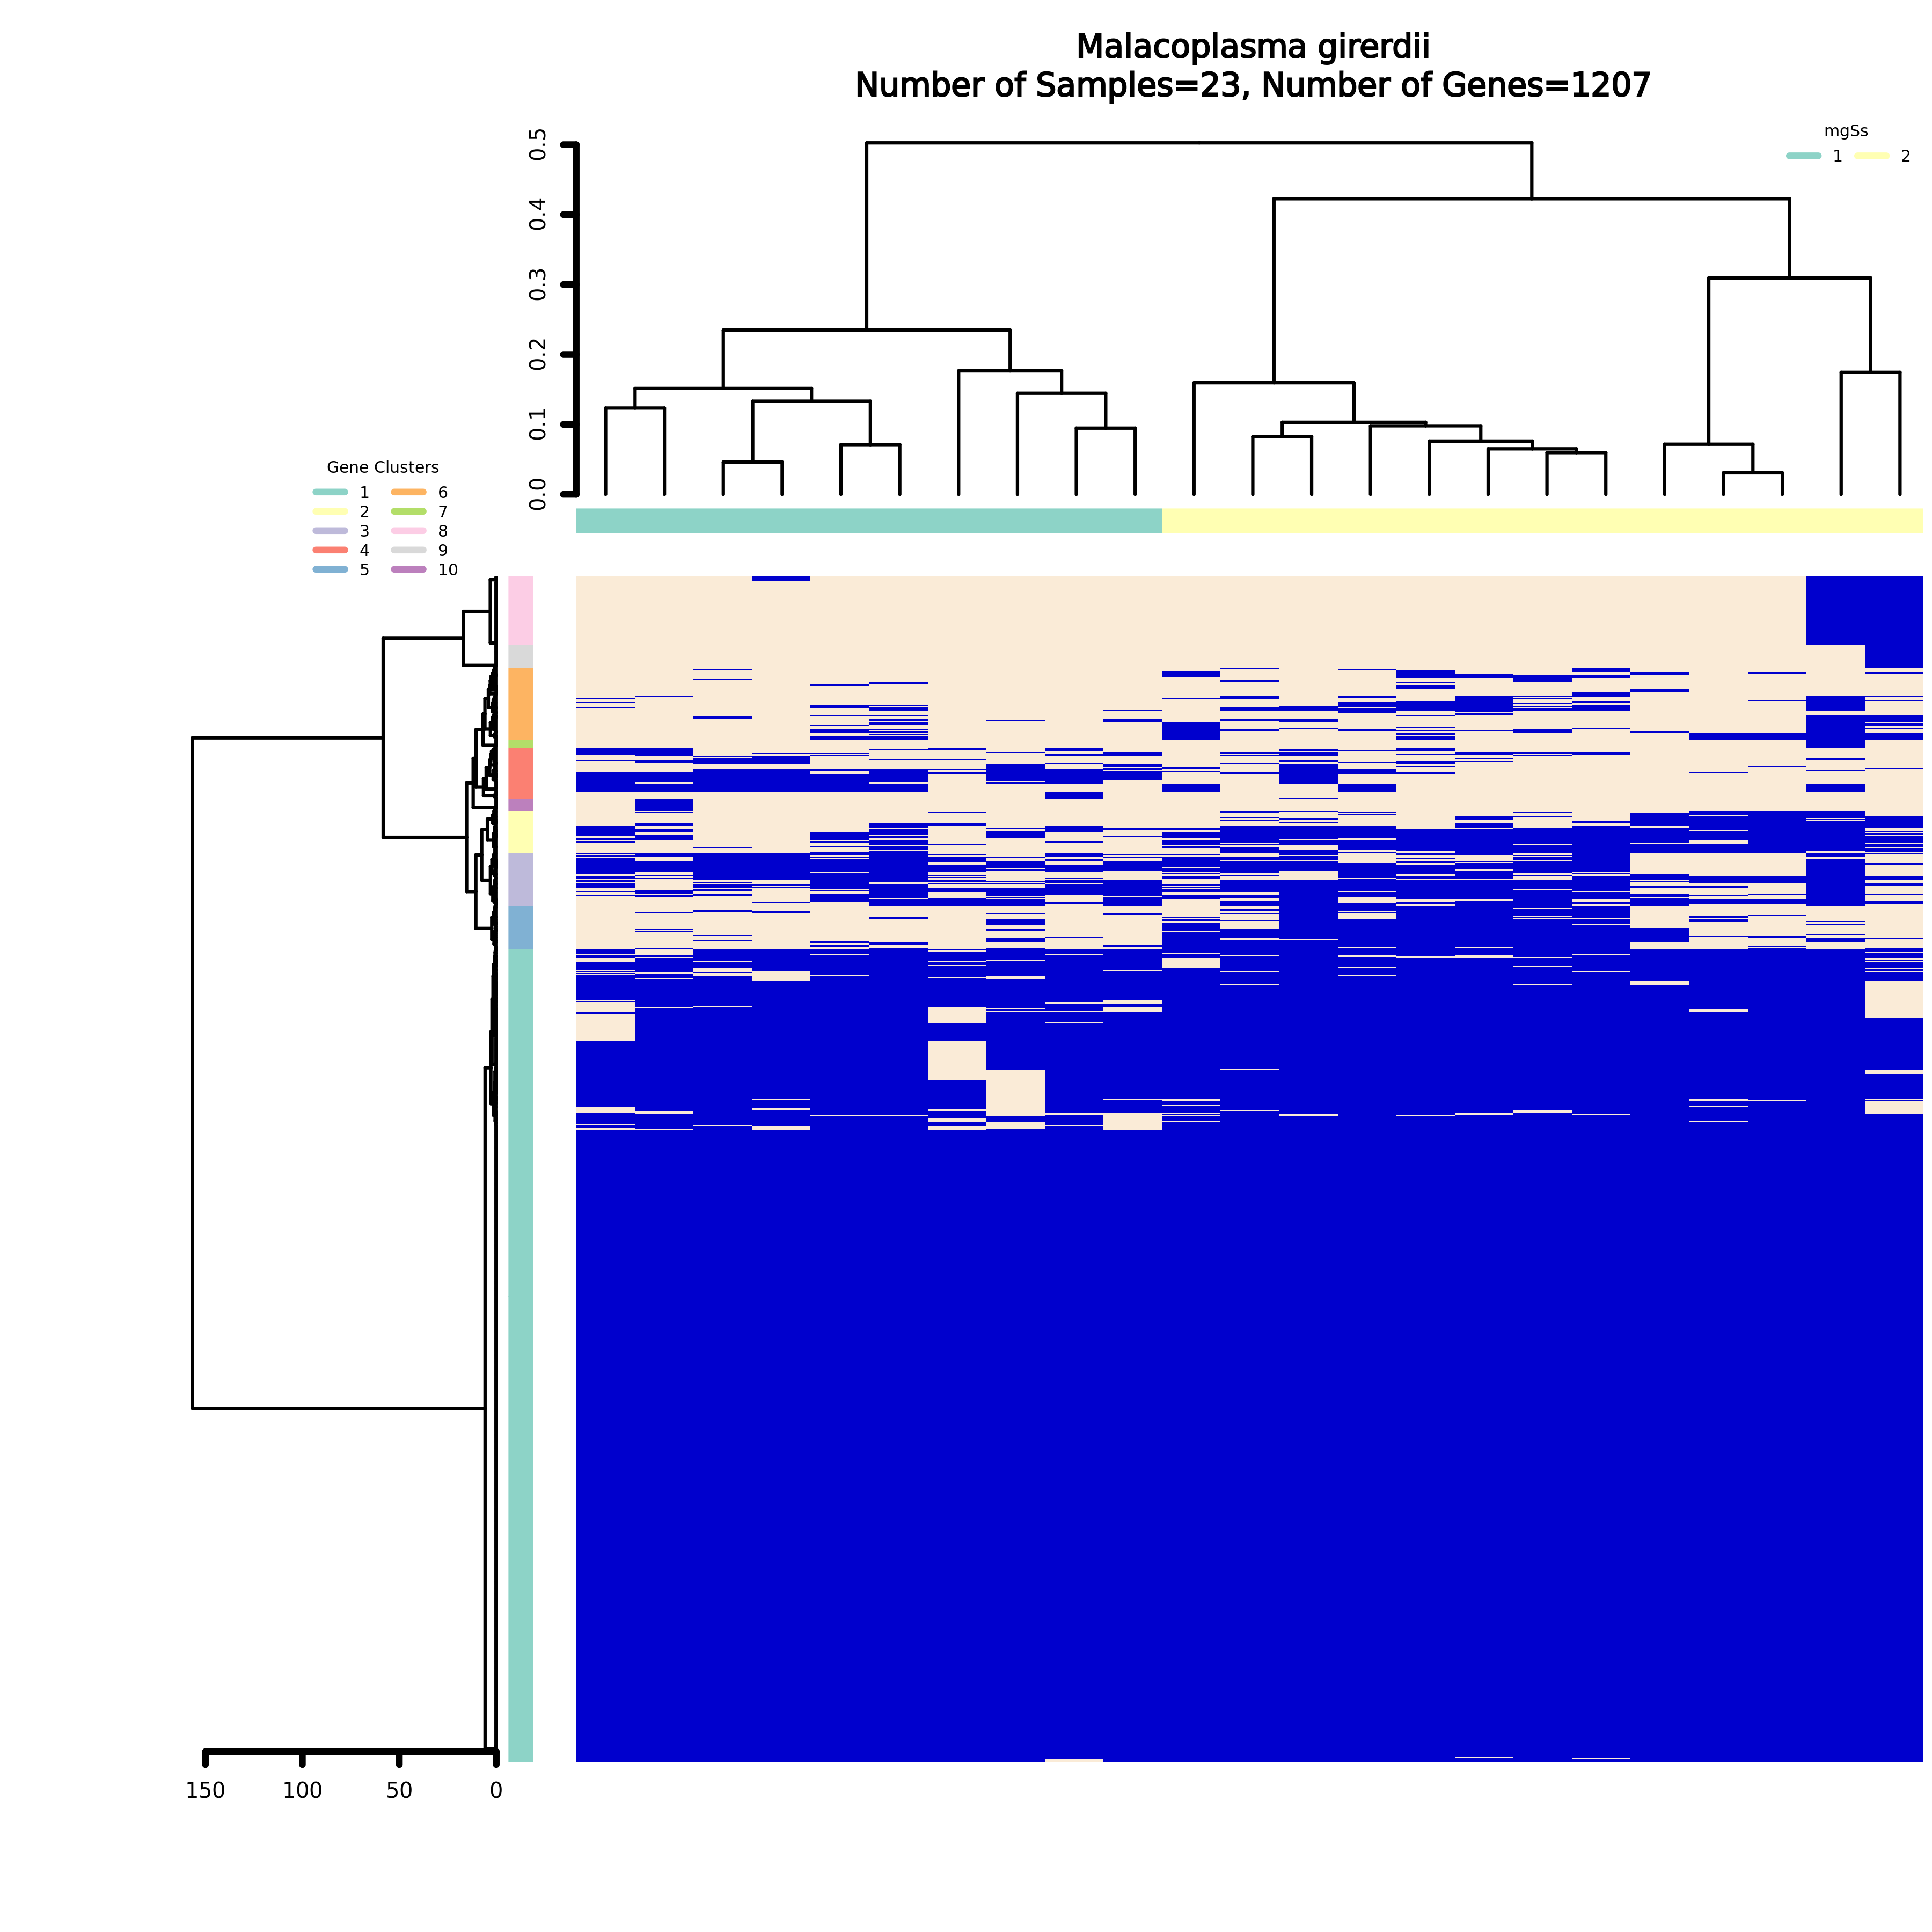 Malacoplasma girerdii
Number of Samples=23, Number of Genes=1207
mgSs
1 2
0.5
0.4
0.3
0.2
0.1
0.0
Gene Clusters
1 6
2 7
3 8
4 9
5 10
150 100 50 0